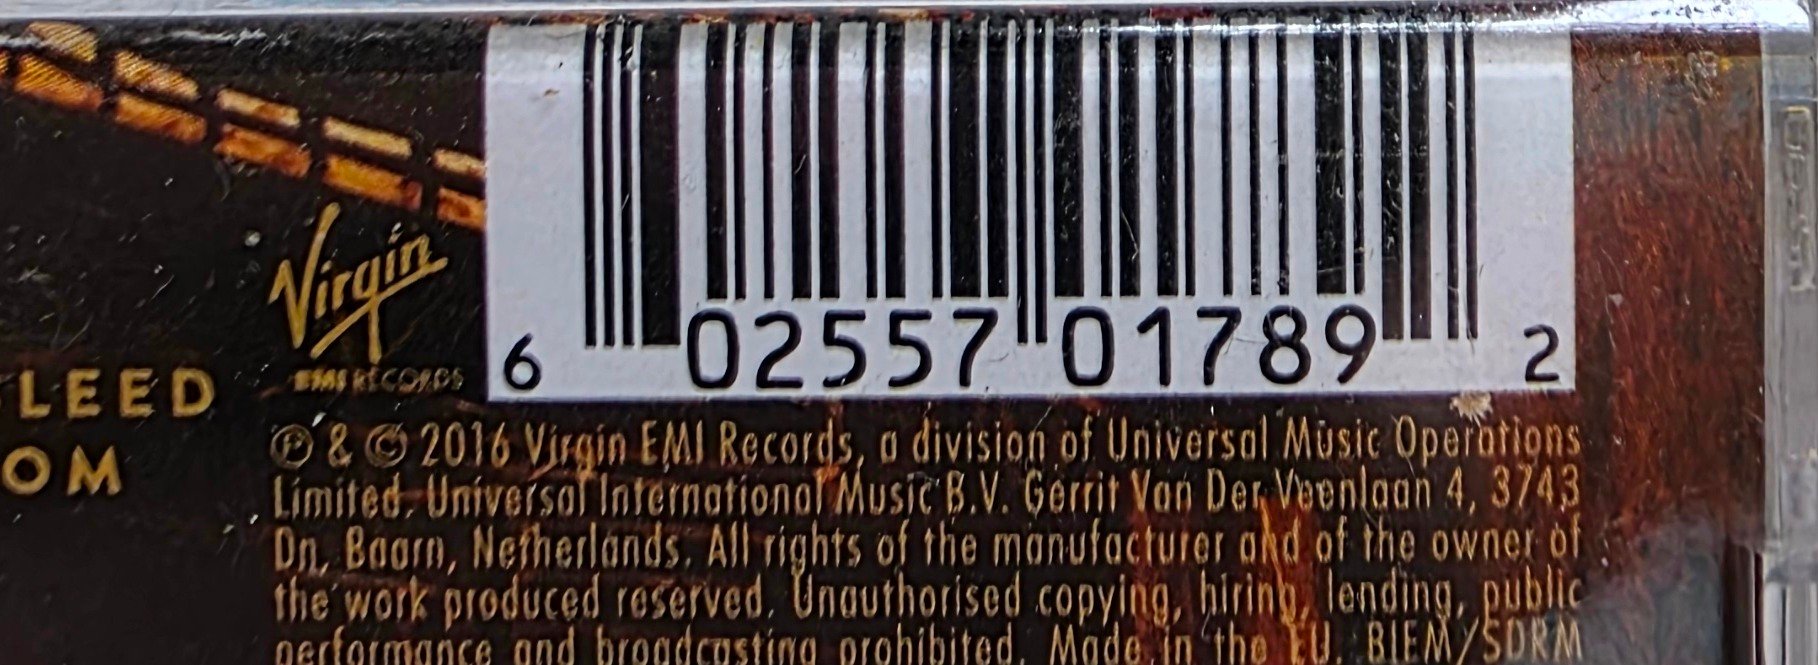 6 02557 01789 2
Virgin
EMI RECORDS
LEED
OM
℗ & © 2016 Virgin EMI Records, a division of Universal Music Operations
Limited, Universal International Music B.V. Gerrit Van Der Veenlaan 4, 3743
Dn, Baarn, Netherlands. All rights of the manufacturer and of the owner of
the work produced reserved. Unauthorised copying, hiring, lending, public
performance and broadcasting prohibited. Made in the EU. BIEM/SDRM